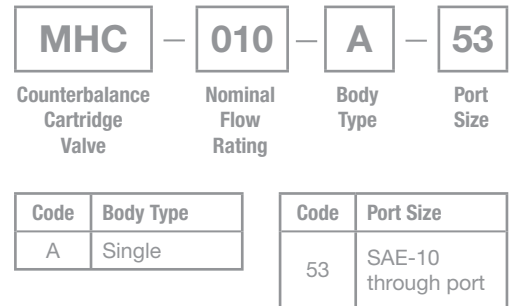 MHC – 010 – A – 53
Counterbalance Cartridge Valve
Nominal Flow Rating
Body Type
Port Size
Code Body Type
A Single
Code Port Size
53 SAE-10 through port